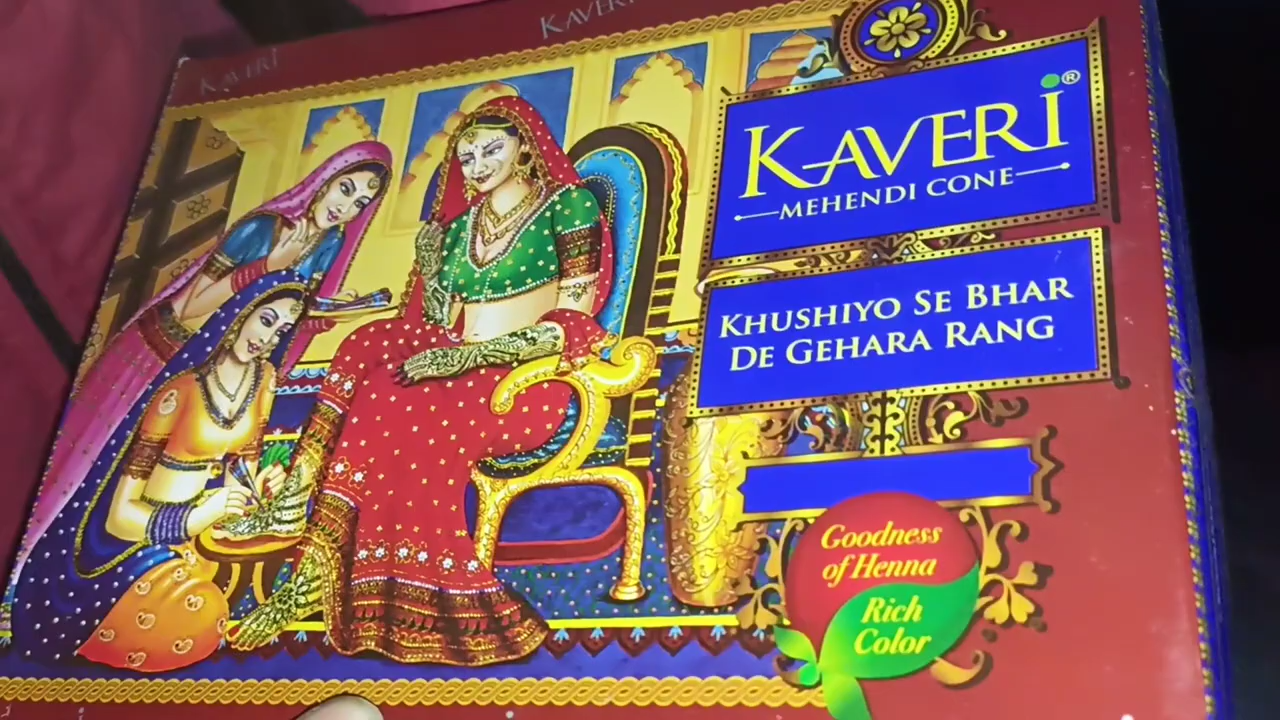 KAVERI
KAVERI
KAVERi®
MEHENDI CONE
KHUSHIYO SE BHAR
DE GEHARA RANG
Goodness
of Henna
Rich
Color